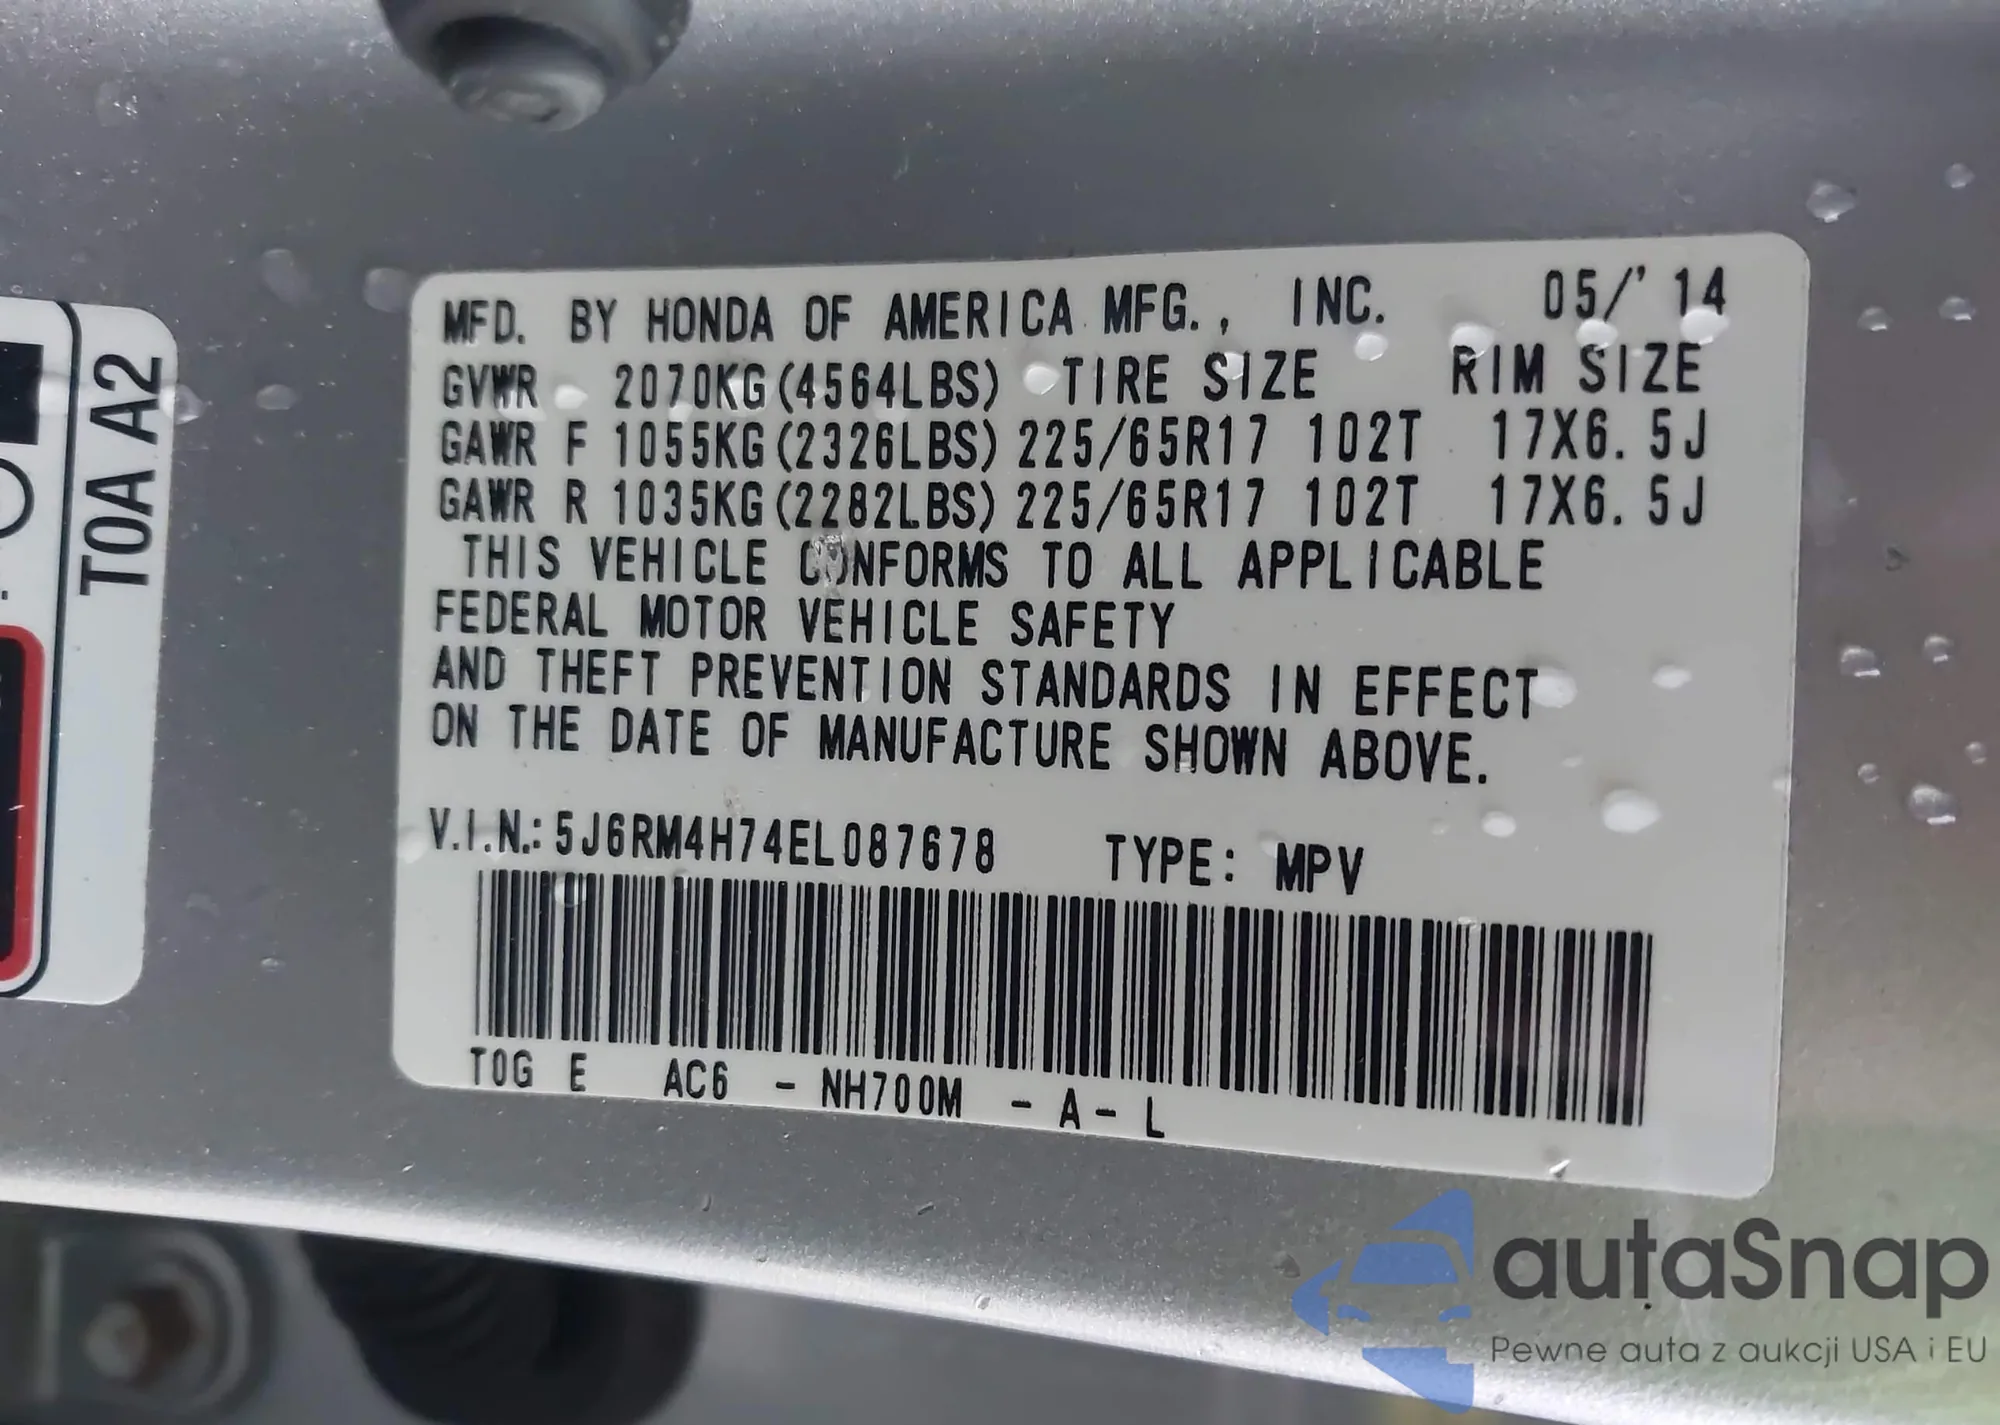 MFD. BY HONDA OF AMERICA MFG., INC. 05/'14
GVWR 2070KG(4564LBS) TIRE SIZE RIM SIZE
GAWR F 1055KG(2326LBS) 225/65R17 102T 17X6.5J
GAWR R 1035KG(2282LBS) 225/65R17 102T 17X6.5J
THIS VEHICLE CONFORMS TO ALL APPLICABLE
FEDERAL MOTOR VEHICLE SAFETY
AND THEFT PREVENTION STANDARDS IN EFFECT
ON THE DATE OF MANUFACTURE SHOWN ABOVE.
V.I.N.: 5J6RM4H74EL087678 TYPE: MPV
T0G E AC6 - NH700M - A - L
T0A A2
autaSnap
Pewne auta z aukcji USA i EU